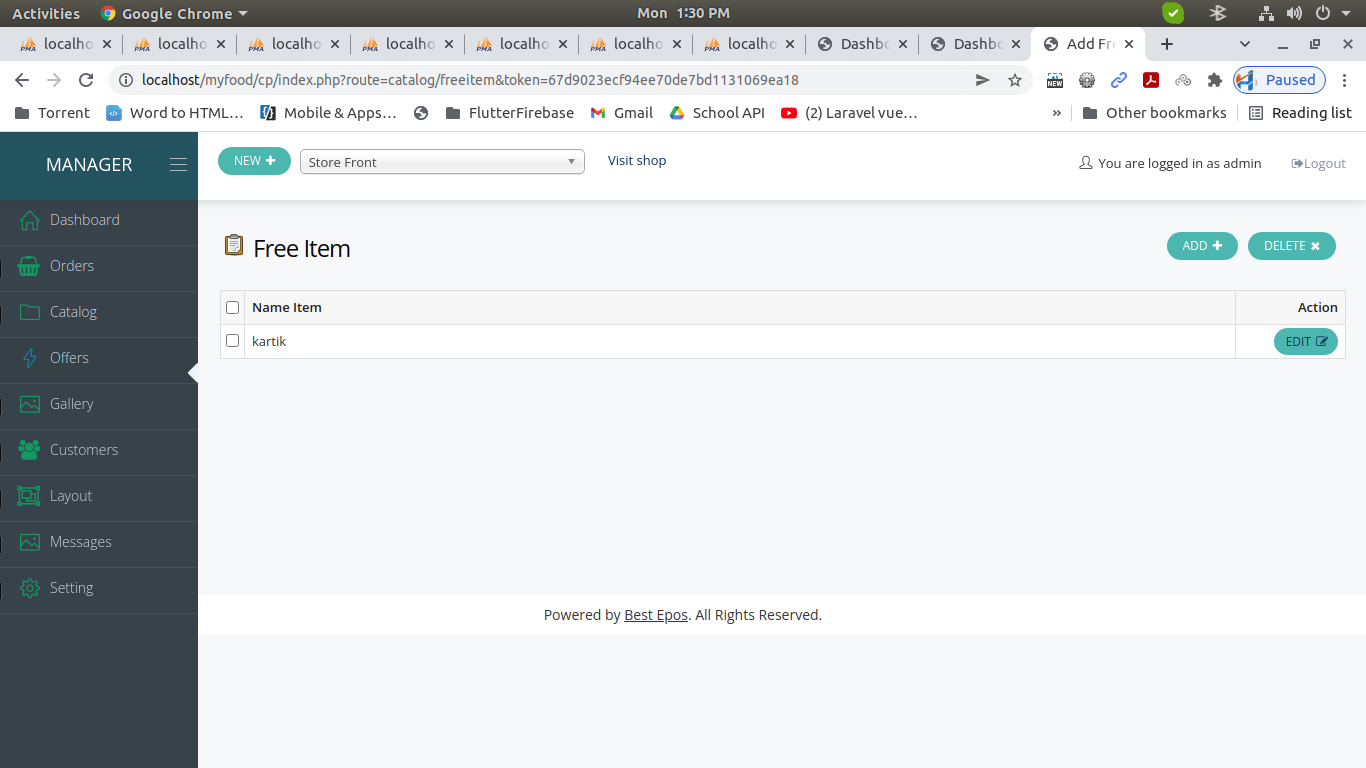 Activities Google Chrome Mon 1:30 PM
localho localho localho localho localho localho localho Dashbo Dashbo Add Fre
localhost/myfood/cp/index.php?route=catalog/freeitem&token=67d9023ecf94ee70de7bd1131069ea18 NEW Paused
Torrent Word to HTML… Mobile & Apps… FlutterFirebase Gmail School API (2) Laravel vue… » Other bookmarks Reading list
MANAGER NEW Store Front Visit shop You are logged in as admin Logout
Dashboard
Orders
Catalog
Offers
Gallery
Customers
Layout
Messages
Setting
Free Item ADD DELETE
Name Item Action
kartik EDIT
Powered by Best Epos. All Rights Reserved.